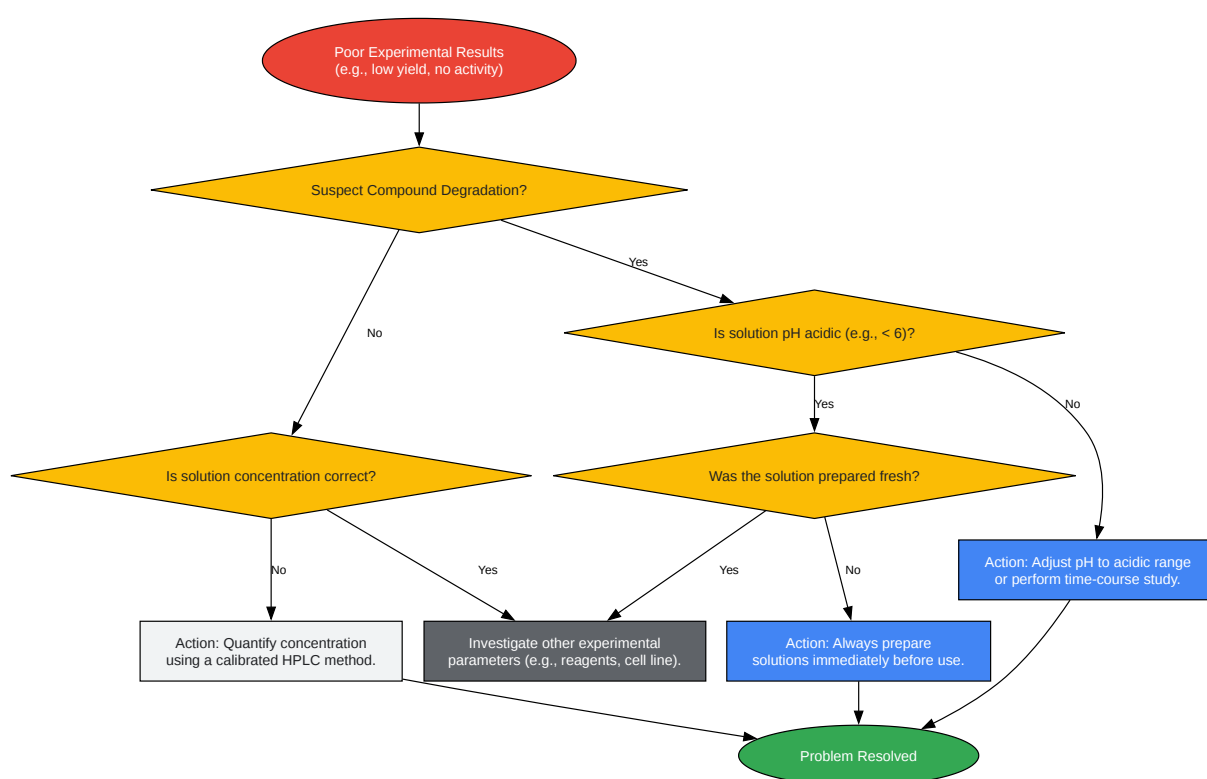 Poor Experimental Results
(e.g., low yield, no activity)
Suspect Compound Degradation?
Yes
No
Is solution pH acidic (e.g., < 6)?
Yes
No
Is solution concentration correct?
Was the solution prepared fresh?
No
Yes
Yes
No
Action: Adjust pH to acidic range
or perform time-course study.
Action: Quantify concentration
using a calibrated HPLC method.
Investigate other experimental
parameters (e.g., reagents, cell line).
Action: Always prepare
solutions immediately before use.
Problem Resolved